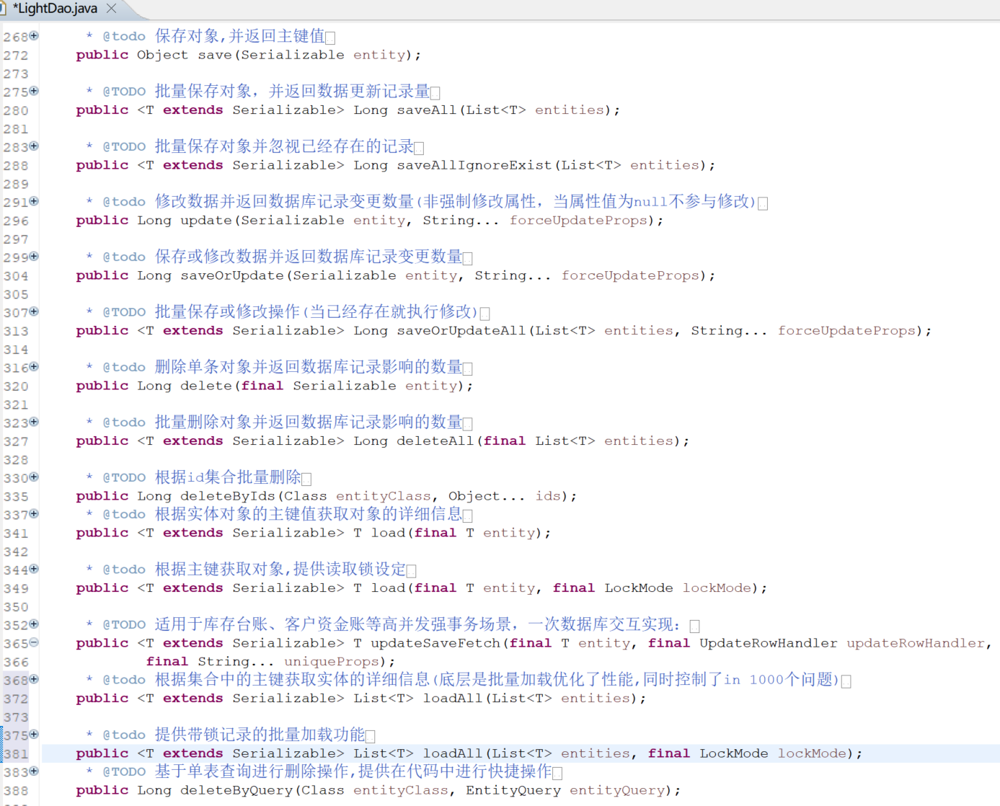 *LightDao.java
268 * @todo 保存对象,并返回主键值
272 public Object save(Serializable entity);
273
275 * @TODO 批量保存对象，并返回数据更新记录量
280 public <T extends Serializable> Long saveAll(List<T> entities);
281
283 * @TODO 批量保存对象并忽视已经存在的记录
288 public <T extends Serializable> Long saveAllIgnoreExist(List<T> entities);
289
291 * @todo 修改数据并返回数据库记录变更数量(非强制修改属性，当属性值为null不参与修改)
296 public Long update(Serializable entity, String... forceUpdateProps);
297
299 * @todo 保存或修改数据并返回数据库记录变更数量
304 public Long saveOrUpdate(Serializable entity, String... forceUpdateProps);
305
307 * @TODO 批量保存或修改操作(当已经存在就执行修改)
313 public <T extends Serializable> Long saveOrUpdateAll(List<T> entities, String... forceUpdateProps);
314
316 * @todo 删除单条对象并返回数据库记录影响的数量
320 public Long delete(final Serializable entity);
321
323 * @todo 批量删除对象并返回数据库记录影响的数量
327 public <T extends Serializable> Long deleteAll(final List<T> entities);
328
330 * @TODO 根据id集合批量删除
335 public Long deleteByIds(Class entityClass, Object... ids);
337 * @todo 根据实体对象的主键值获取对象的详细信息
341 public <T extends Serializable> T load(final T entity);
342
344 * @todo 根据主键获取对象,提供读取锁设定
349 public <T extends Serializable> T load(final T entity, final LockMode lockMode);
350
352 * @TODO 适用于库存台账、客户资金账等高并发强事务场景，一次数据库交互实现：
365 public <T extends Serializable> T updateSaveFetch(final T entity, final UpdateRowHandler updateRowHandler,
366 final String... uniqueProps);
368 * @todo 根据集合中的主键获取实体的详细信息(底层是批量加载优化了性能,同时控制了in 1000个问题)
372 public <T extends Serializable> List<T> loadAll(List<T> entities);
373
375 * @todo 提供带锁记录的批量加载功能
381 public <T extends Serializable> List<T> loadAll(List<T> entities, final LockMode lockMode);
383 * @TODO 基于单表查询进行删除操作,提供在代码中进行快捷操作
388 public Long deleteByQuery(Class entityClass, EntityQuery entityQuery);